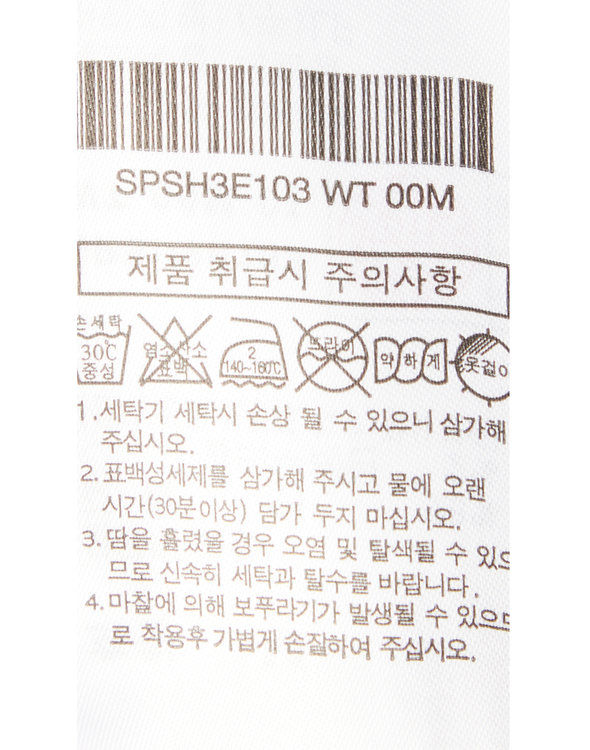 SPSH3E103 WT 00M
제품 취급시 주의사항
손세탁
30℃
중성
염소산소
표백
2
140~160℃
드라이
약하게
옷걸이
1.세탁기 세탁시 손상 될 수 있으니 삼가해
주십시오.
2.표백성세제를 삼가해 주시고 물에 오랜
시간(30분이상) 담가 두지 마십시오.
3.땀을 흘렸을 경우 오염 및 탈색될 수 있으
므로 신속히 세탁과 탈수를 바랍니다.
4.마찰에 의해 보푸라기가 발생될 수 있으므
로 착용후 가볍게 손질하여 주십시오.